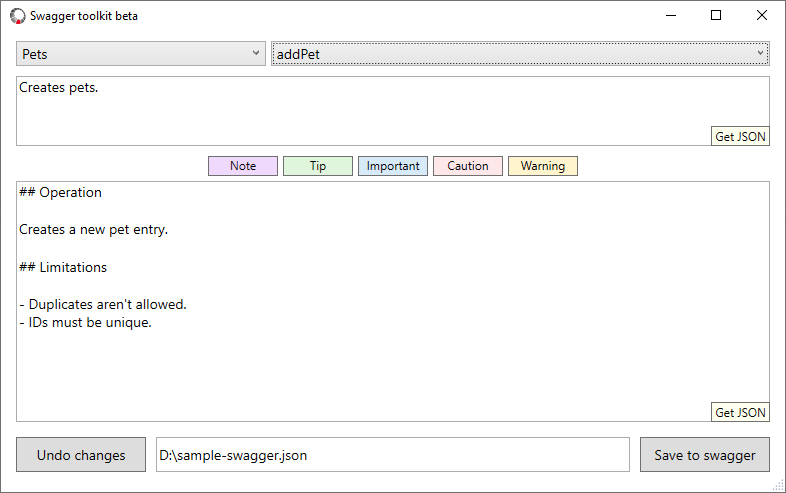 Swagger toolkit beta
Pets
addPet
Creates pets.
Get JSON
Note
Tip
Important
Caution
Warning
## Operation
Creates a new pet entry.
## Limitations
- Duplicates aren't allowed.
- IDs must be unique.
Get JSON
Undo changes
D:\sample-swagger.json
Save to swagger